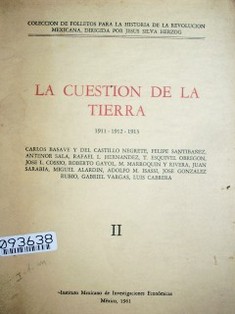 COLECCION DE FOLLETOS PARA LA HISTORIA DE LA REVOLUCION
MEXICANA, DIRIGIDA POR JESUS SILVA HERZOG
LA CUESTION DE LA
TIERRA
1911 - 1912 - 1913
CARLOS BASAVE Y DEL CASTILLO NEGRETE, FELIPE SANTIBAÑEZ,
ANTENOR SALA, RAFAEL L. HERNANDEZ, T. ESQUIVEL OBREGON,
JOSE L. COSSIO, ROBERTO GAYOL, M. MARROQUIN Y RIVERA, JUAN
SARABIA, MIGUEL ALARDIN, ADOLFO M. ISASSI, JOSE GONZALEZ
RUBIO, GABRIEL VARGAS, LUIS CABRERA
093638
II
Instituto Mexicano de Investigaciones Económicas
México, 1961